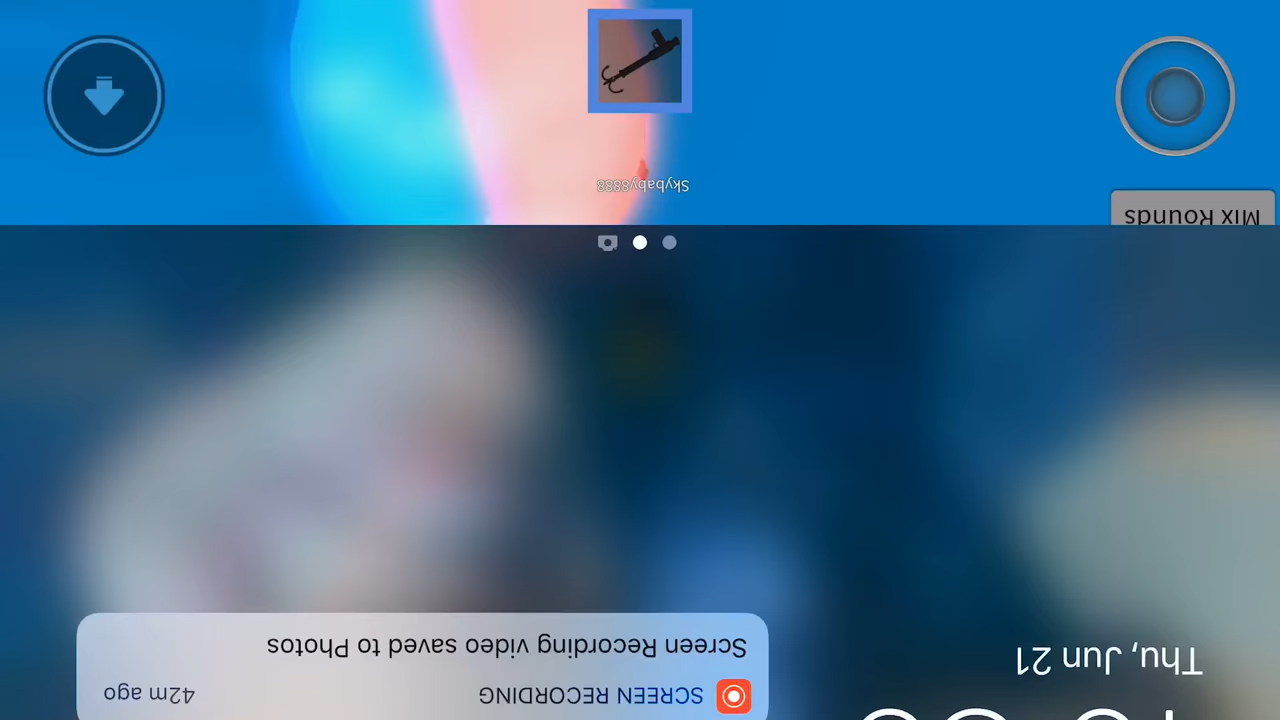 SCREEN RECORDING
42m ago
Screen Recording video saved to Photos
Thu, Jun 21
Mix Rounds
Skybaby8888